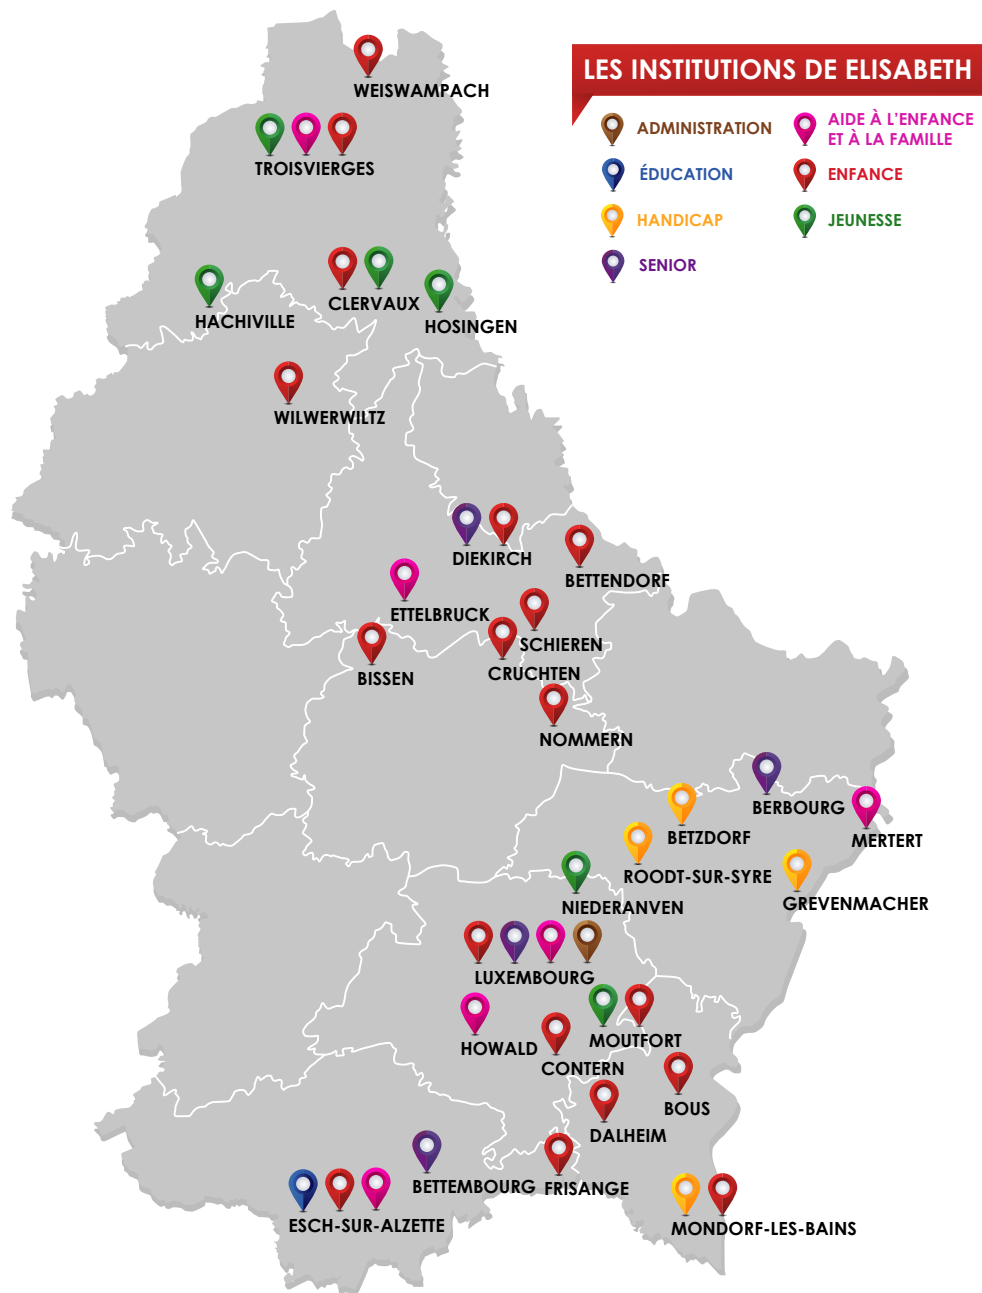 LES INSTITUTIONS DE ELISABETH
ADMINISTRATION
AIDE À L'ENFANCE
ET À LA FAMILLE
ÉDUCATION
ENFANCE
HANDICAP
JEUNESSE
SENIOR
WEISWAMPACH
TROISVIERGES
CLERVAUX
HACHIVILLE
HOSINGEN
WILWERWILTZ
DIEKIRCH
BETTENDORF
ETTELBRUCK
SCHIEREN
CRUCHTEN
BISSEN
NOMMERN
BERBOURG
BETZDORF
MERTERT
ROODT-SUR-SYRE
GREVENMACHER
NIEDERANVEN
LUXEMBOURG
MOUTFORT
HOWALD
CONTERN
BOUS
DALHEIM
BETTEMBOURG
FRISANGE
ESCH-SUR-ALZETTE
MONDORF-LES-BAINS